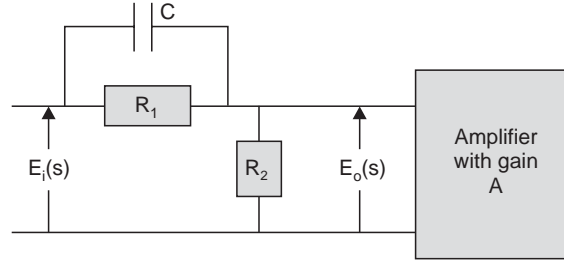 C
R₁
Eᵢ(s)
R₂
Eₒ(s)
Amplifier
with gain
A